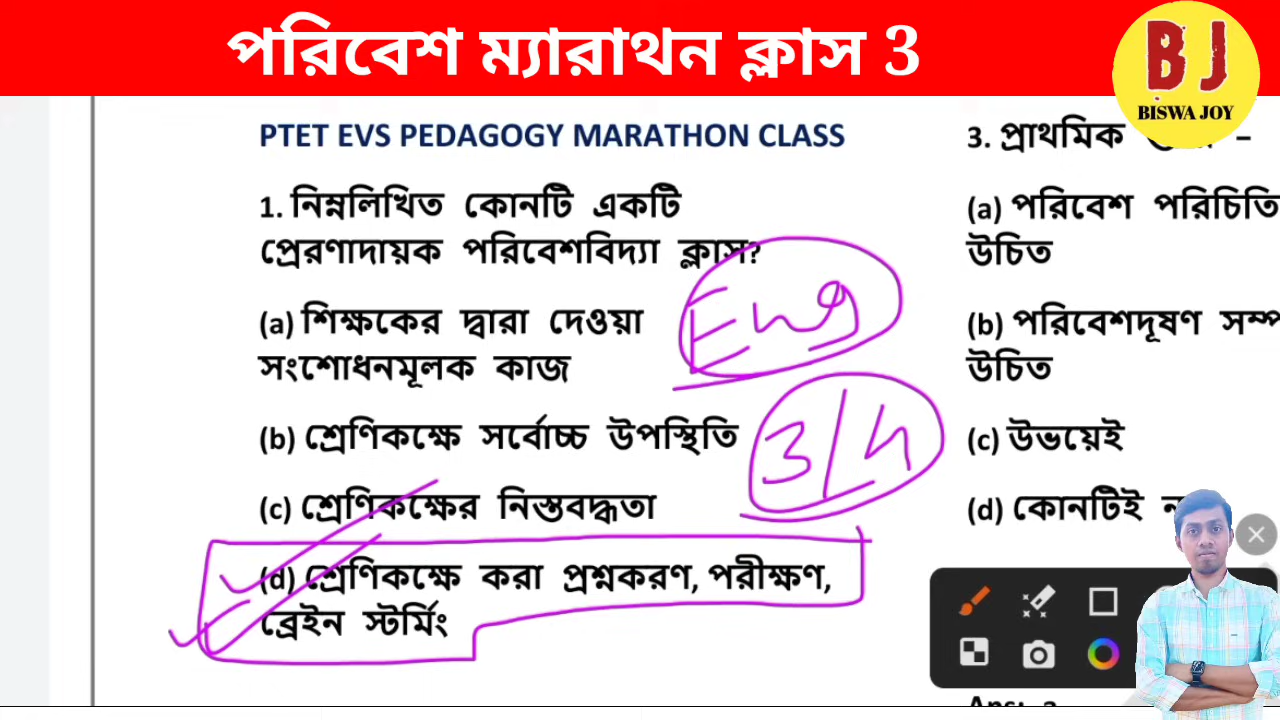 পরিবেশ ম্যারাথন ক্লাস 3
BJ
BISWA JOY
PTET EVS PEDAGOGY MARATHON CLASS
1. নিম্নলিখিত কোনটি একটি
প্রেরণাদায়ক পরিবেশবিদ্যা ক্লাস?
(a) শিক্ষকের দ্বারা দেওয়া
সংশোধনমূলক কাজ
(b) শ্রেণিকক্ষে সর্বোচ্চ উপস্থিতি
(c) শ্রেণিকক্ষের নিস্তবদ্ধতা
(d) শ্রেণিকক্ষে করা প্রশ্নকরণ, পরীক্ষণ,
ব্রেইন স্টর্মিং
Eng
3/4
3. প্রাথমিক –
(a) পরিবেশ পরিচিতি
উচিত
(b) পরিবেশদূষণ
উচিত
(c) উভয়েই
(d) কোনটিই